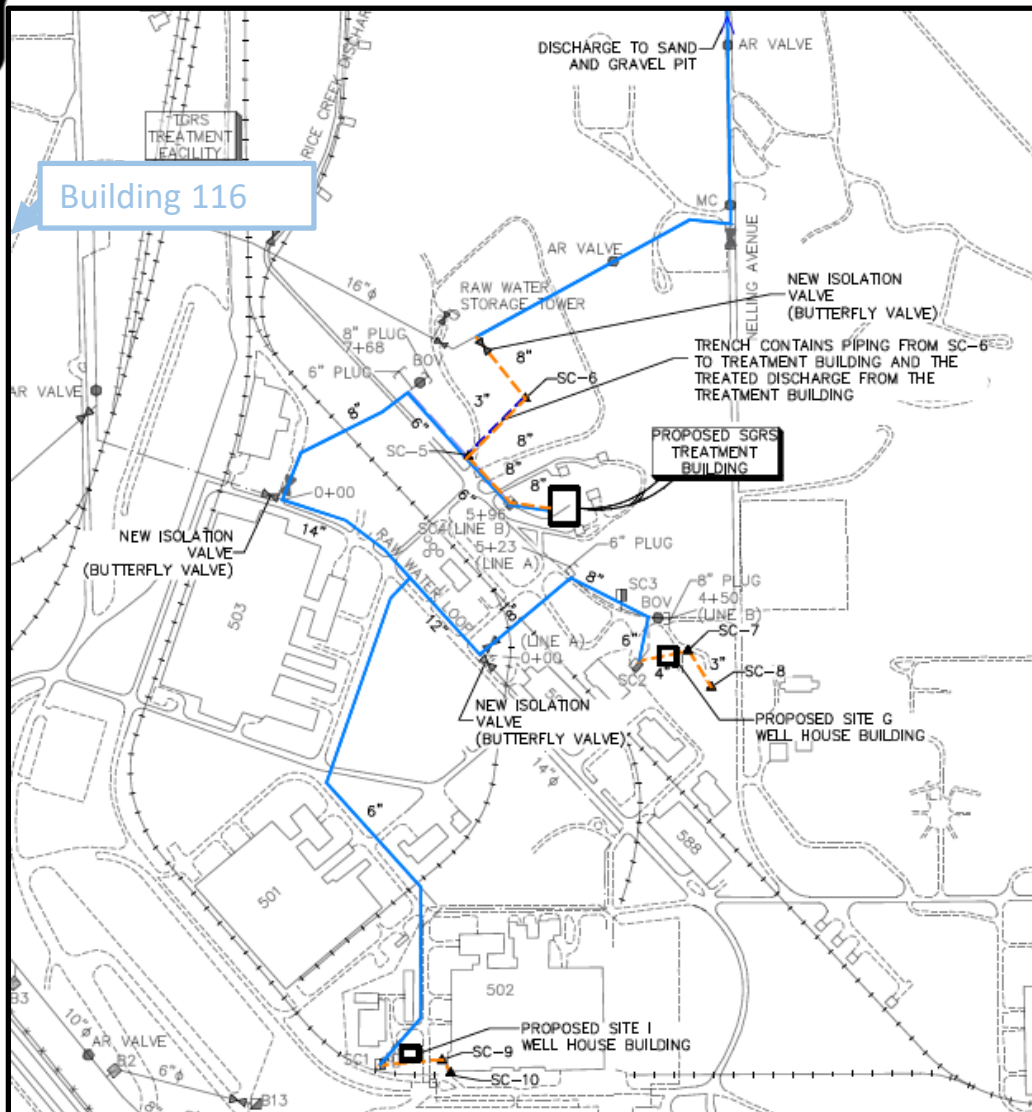 DISCHARGE TO SAND
AND GRAVEL PIT
AR VALVE
RICE CREEK DISCHAR
TGRS
TREATMENT
FACILITY
Building 116
MC
AR VALVE
NELLING AVENUE
NEW ISOLATION
VALVE
(BUTTERFLY VALVE)
16"φ
RAW WATER
STORAGE TOWER
8" PLUG
7+68
BOV
6" PLUG
8"
SC-6
TRENCH CONTAINS PIPING FROM SC-6
TO TREATMENT BUILDING AND THE
TREATED DISCHARGE FROM THE
TREATMENT BUILDING
AR VALVE
8"
6"
3"
8"
SC-5
8"
8"
PROPOSED SGRS
TREATMENT
BUILDING
0+00
6"
5+96
SC4(LINE B)
5+23
(LINE A)
NEW ISOLATION
VALVE
(BUTTERFLY VALVE)
14"
RAW WATER LOOP
6" PLUG
8"
SC3
BOV
8" PLUG
4+50
(LINE B)
503
12"
18"
(LINE A)
0+00
6"
SC-7
SC2
4"
3"
SC-8
NEW ISOLATION
VALVE
(BUTTERFLY VALVE)
PROPOSED SITE G
WELL HOUSE BUILDING
14"φ
6"
588
501
502
B3
10"φ
AR VALVE
B2
6"φ
B13
8"φ
SC1
PROPOSED SITE I
WELL HOUSE BUILDING
SC-9
SC-10